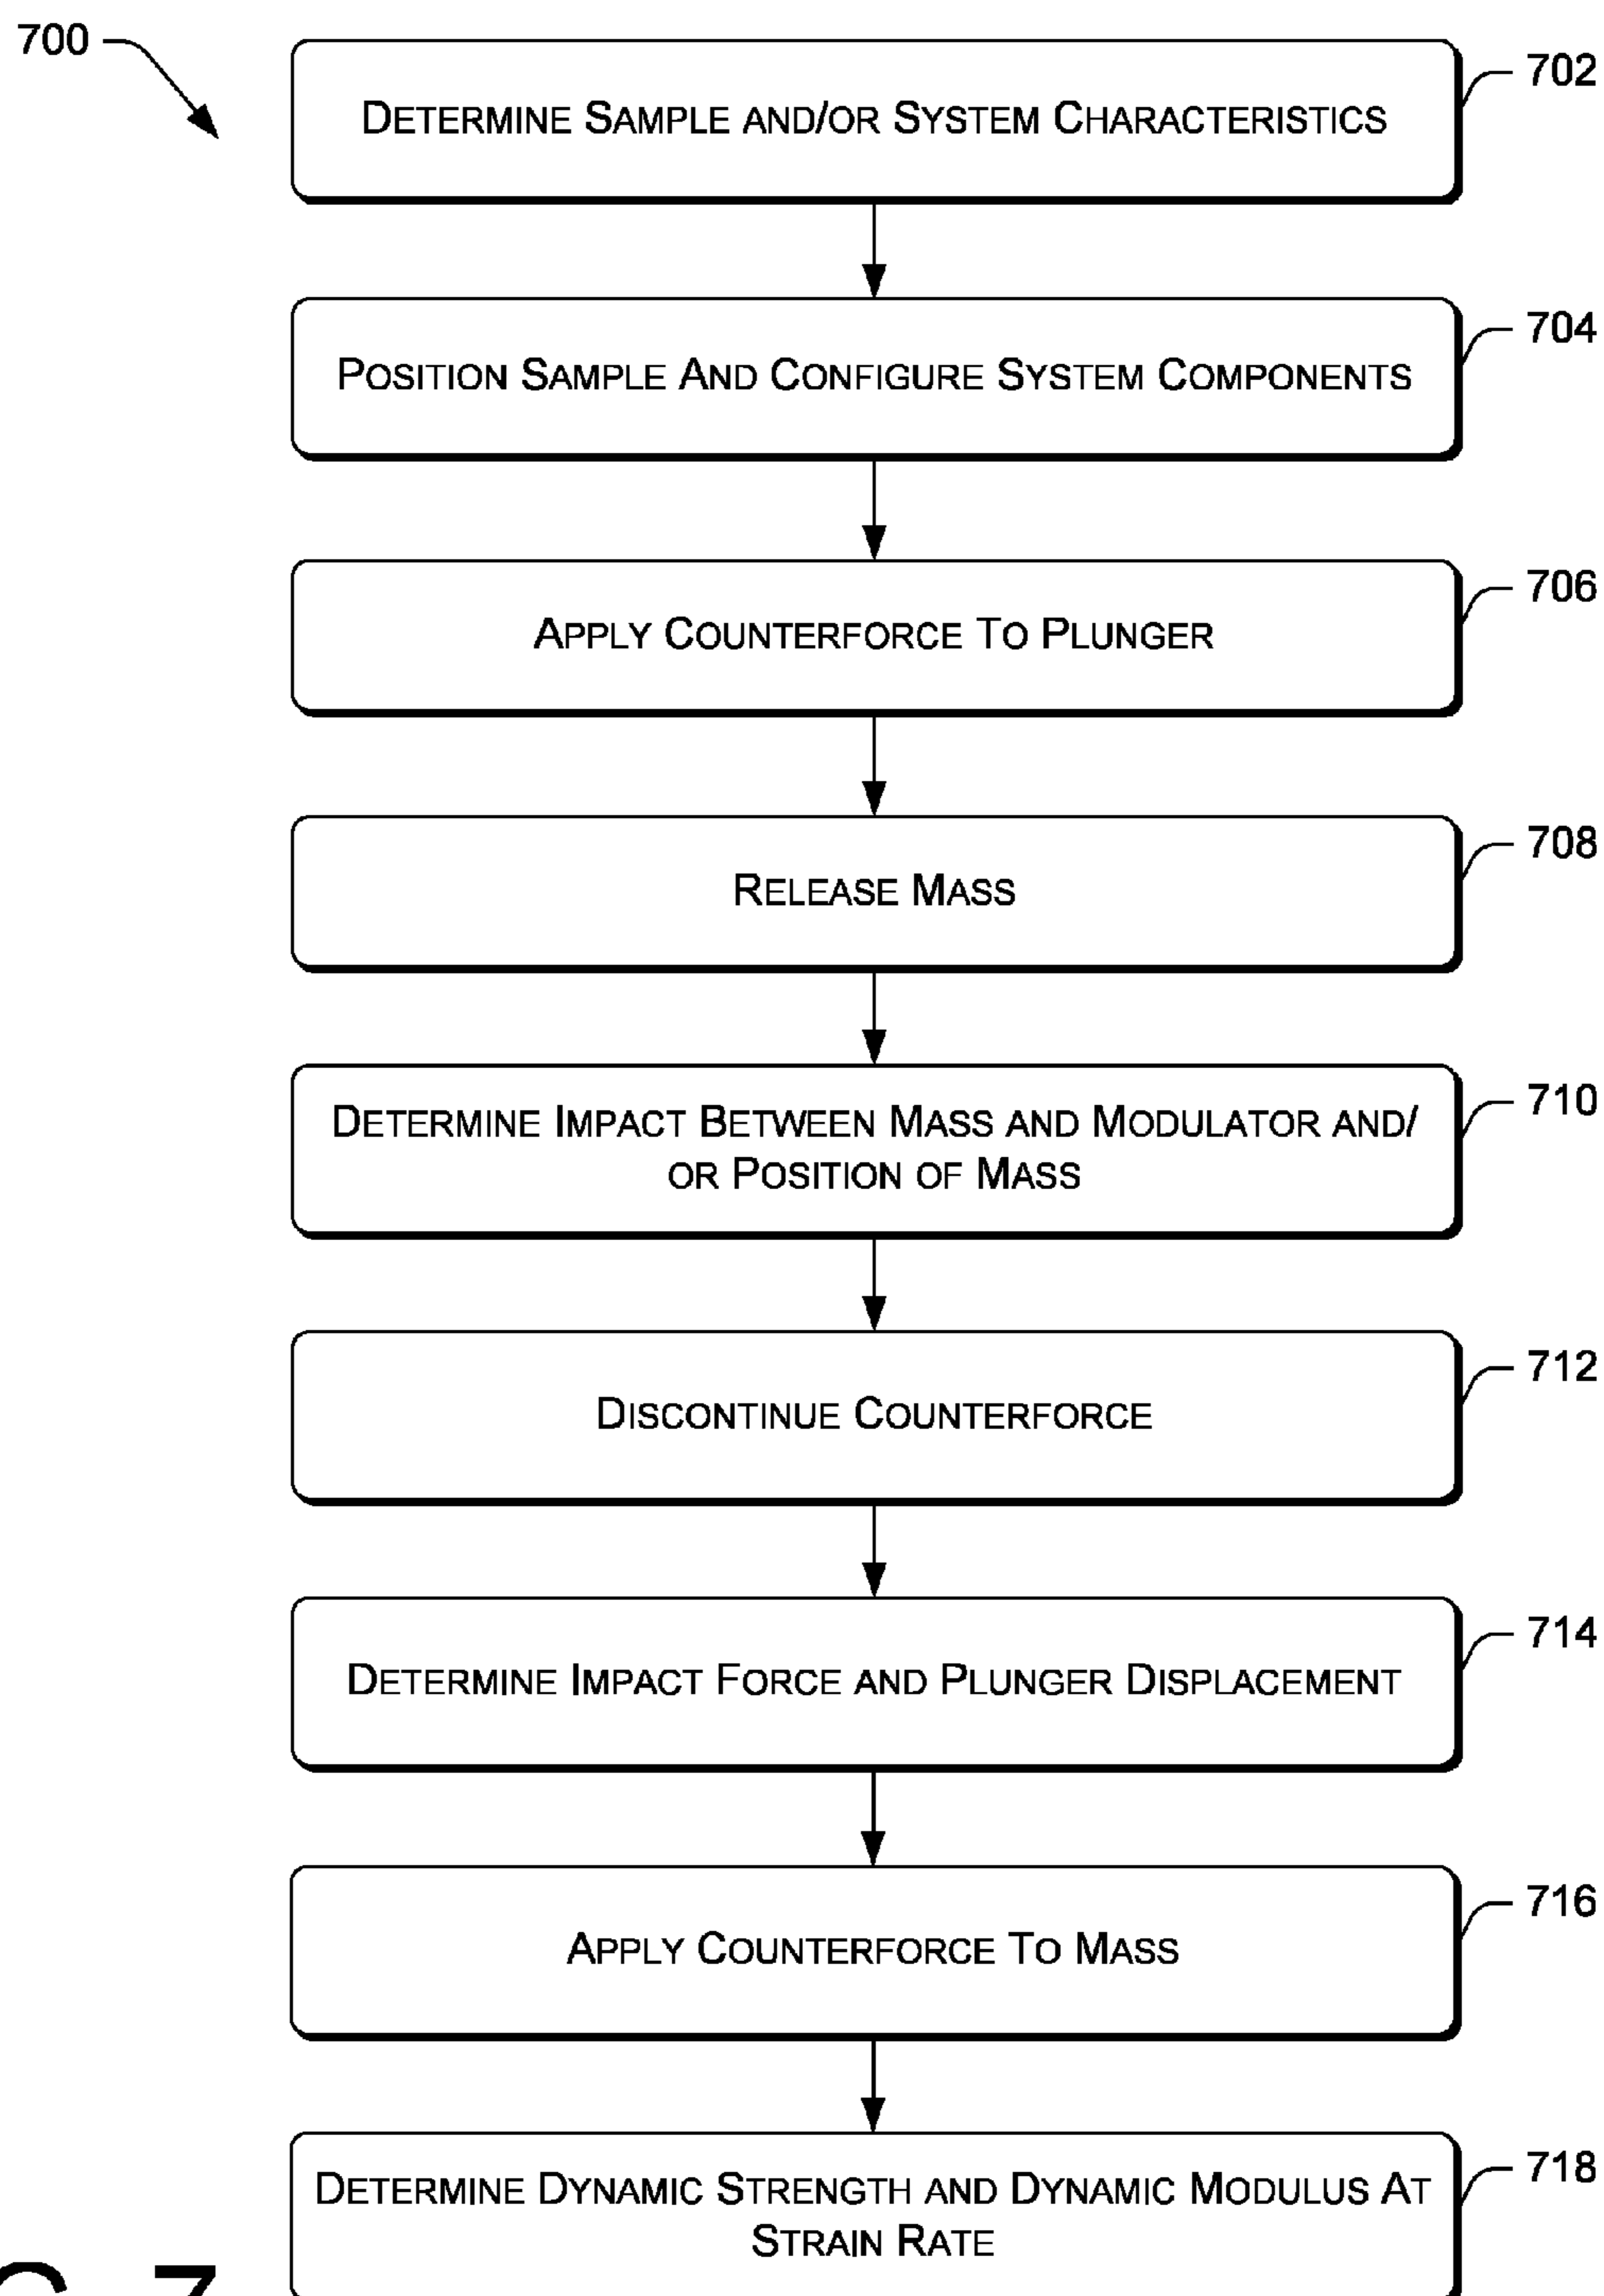 700
702
DETERMINE SAMPLE AND/OR SYSTEM CHARACTERISTICS
704
POSITION SAMPLE AND CONFIGURE SYSTEM COMPONENTS
706
APPLY COUNTERFORCE TO PLUNGER
708
RELEASE MASS
710
DETERMINE IMPACT BETWEEN MASS AND MODULATOR AND/
OR POSITION OF MASS
712
DISCONTINUE COUNTERFORCE
714
DETERMINE IMPACT FORCE AND PLUNGER DISPLACEMENT
716
APPLY COUNTERFORCE TO MASS
718
DETERMINE DYNAMIC STRENGTH AND DYNAMIC MODULUS AT
STRAIN RATE